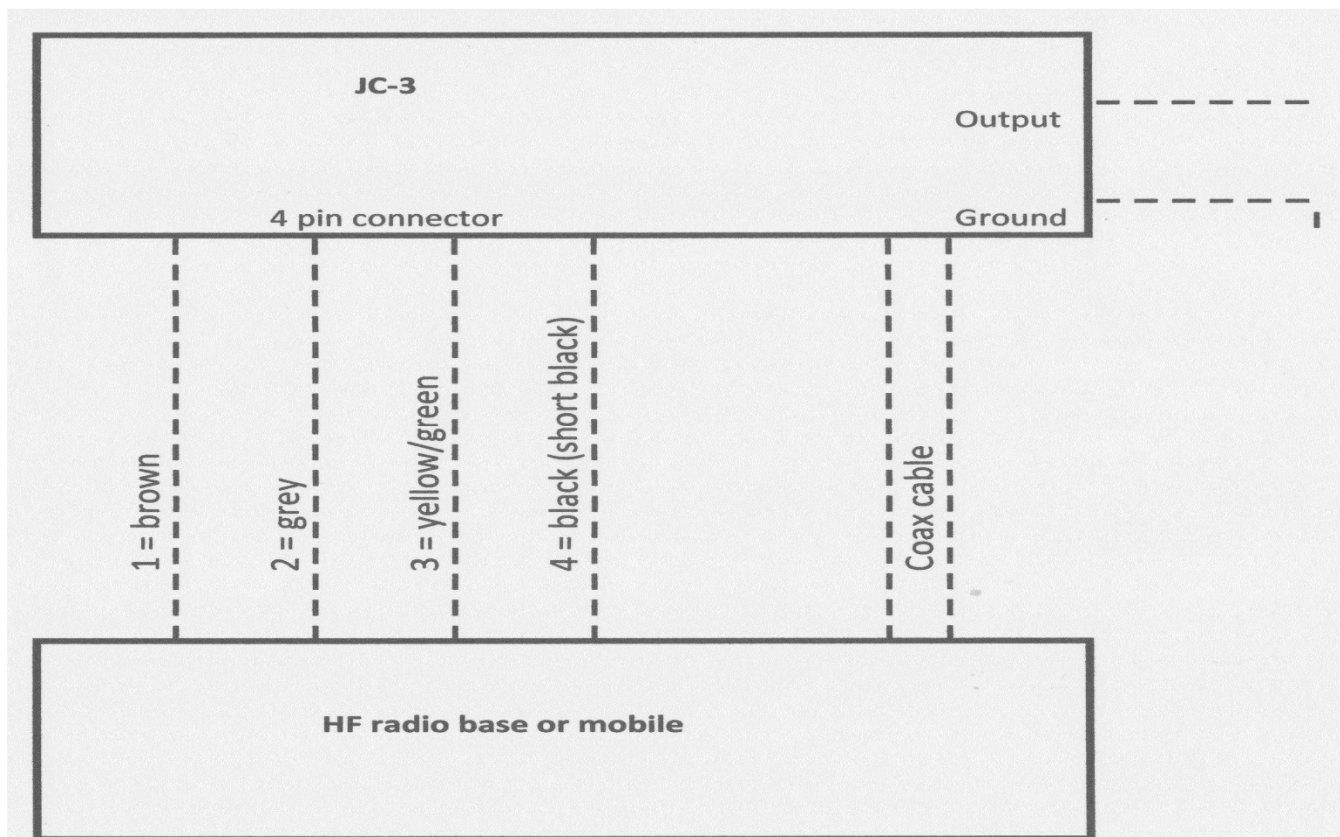 JC-3
Output
4 pin connector
Ground
1 = brown
2 = grey
3 = yellow/green
4 = black (short black)
Coax cable
HF radio base or mobile